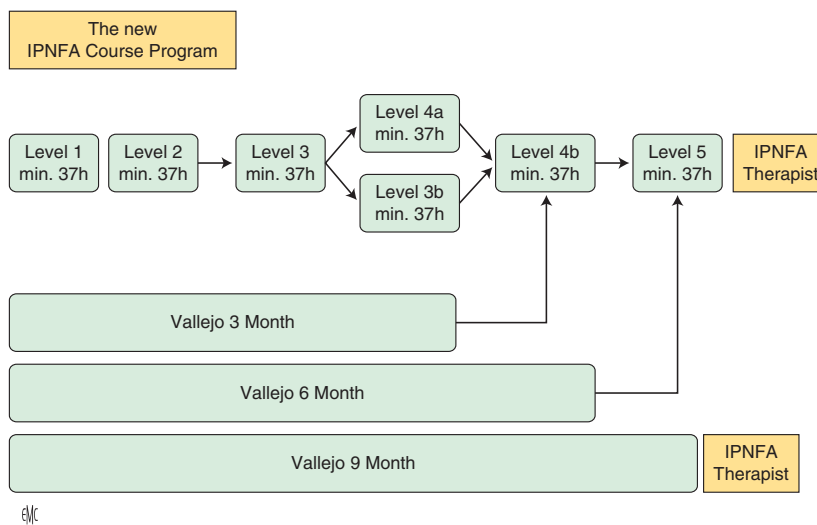 The new
IPNFA Course Program
Level 1
min. 37h
Level 2
min. 37h
Level 3
min. 37h
Level 4a
min. 37h
Level 3b
min. 37h
Level 4b
min. 37h
Level 5
min. 37h
IPNFA
Therapist
Vallejo 3 Month
Vallejo 6 Month
Vallejo 9 Month
IPNFA
Therapist
EMC